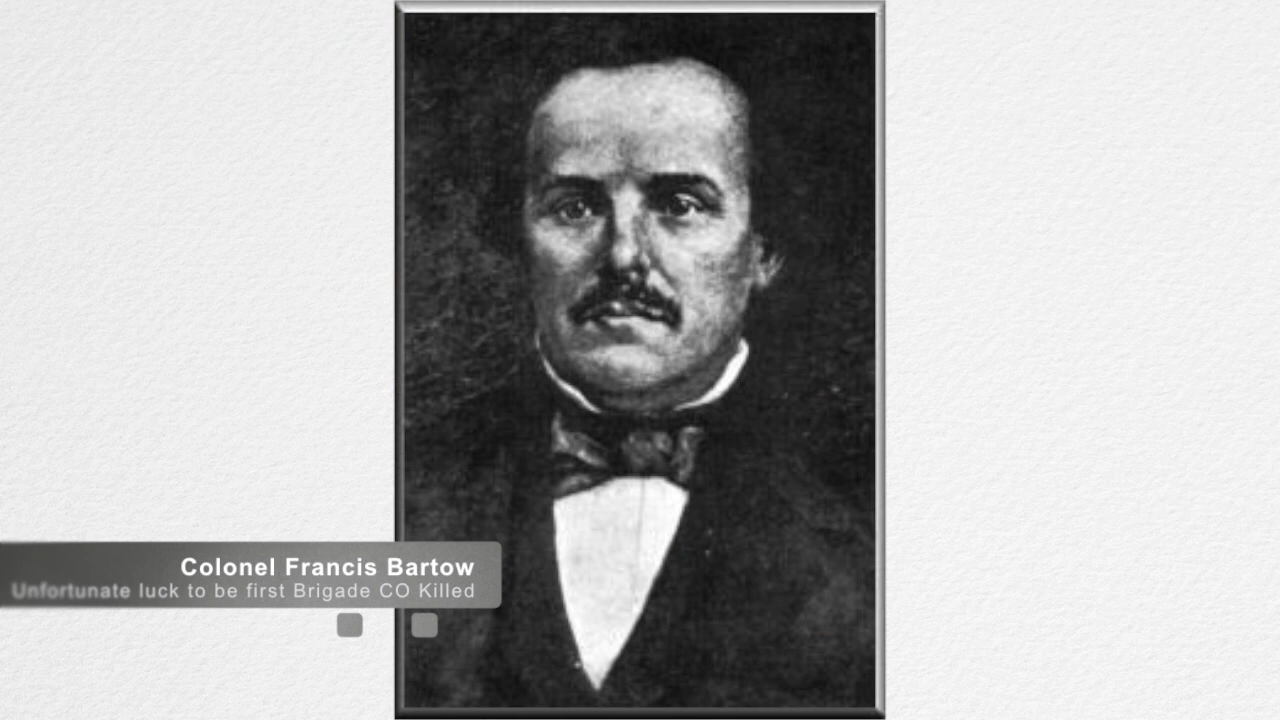 Colonel Francis Bartow
Unfortunate luck to be first Brigade CO Killed